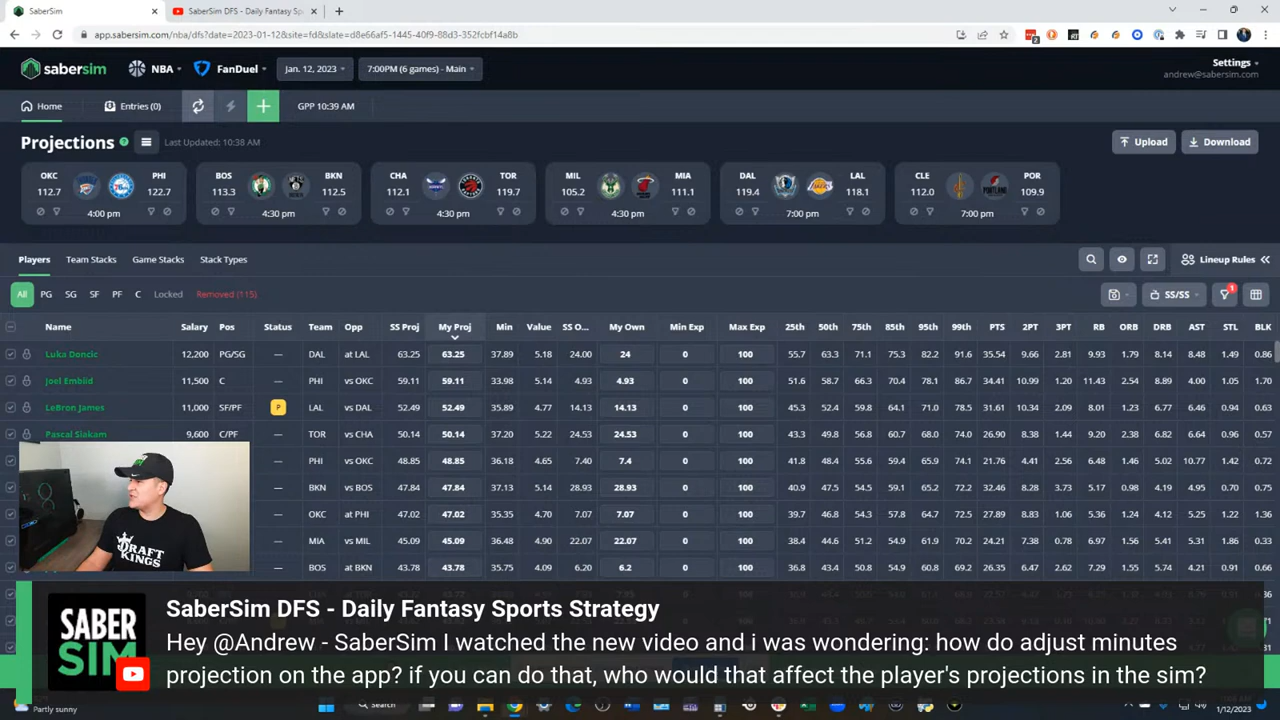 SaberSim
SaberSim DFS - Daily Fantasy Sp
app.sabersim.com/nba/dfs?date=2023-01-12&site=fd&slate=d8e66af5-1445-40f9-88d3-352fcbf14a8b
sabersim NBA FanDuel Jan. 12, 2023 7:00PM (6 games) - Main Settings
andrew@sabersim.com
Home Entries (0) GPP 10:39 AM
Projections Last Updated: 10:38 AM Upload Download
OKC PHI BOS BKN CHA TOR MIL MIA DAL LAL CLE POR
112.7 122.7 113.3 112.5 112.1 119.7 105.2 111.1 119.4 118.1 112.0 109.9
4:00 pm 4:30 pm 4:30 pm 4:30 pm 7:00 pm 7:00 pm
Players Team Stacks Game Stacks Stack Types Lineup Rules
All PG SG SF PF C Locked Removed (115) SS/SS 1
Name Salary Pos Status Team Opp SS Proj My Proj Min Value SS O... My Own Min Exp Max Exp 25th 50th 75th 85th 95th 99th PTS 2PT 3PT RB ORB DRB AST STL BLK
Luka Doncic 12,200 PG/SG — DAL at LAL 63.25 63.25 37.89 5.18 24.00 24 0 100 55.7 63.3 71.1 75.3 82.2 91.6 35.54 9.66 2.81 9.93 1.79 8.14 8.48 1.49 0.86
Joel Embiid 11,500 C — PHI vs OKC 59.11 59.11 33.98 5.14 4.93 4.93 0 100 51.6 58.7 66.3 70.4 78.1 86.7 34.41 10.99 1.20 11.43 2.54 8.89 4.00 1.05 1.70
LeBron James 11,000 SF/PF P LAL vs DAL 52.49 52.49 35.89 4.77 14.13 14.13 0 100 45.3 52.4 59.8 64.1 71.0 78.5 31.61 10.34 2.09 8.01 1.23 6.77 6.46 0.94 0.63
Pascal Siakam 9,600 C/PF — TOR vs CHA 50.14 50.14 37.20 5.22 24.53 24.53 0 100 43.3 49.8 56.8 60.7 68.0 74.0 26.90 8.38 1.44 9.20 2.38 6.82 6.64 0.96 0.57
— PHI vs OKC 48.85 48.85 36.18 4.65 7.40 7.4 0 100 41.8 48.4 55.6 59.4 65.9 74.1 21.76 4.41 2.56 6.48 1.46 5.02 10.77 1.42 0.72
— BKN vs BOS 47.84 47.84 37.13 5.14 28.93 28.93 0 100 40.9 47.5 54.5 59.1 65.2 72.2 32.46 8.28 3.73 5.17 0.98 4.19 4.95 0.70 0.75
— OKC at PHI 47.02 47.02 35.15 4.70 7.07 7.07 0 100 39.7 46.8 53.9 57.8 64.7 72.5 27.89 8.83 1.06 5.36 1.24 4.12 5.25 1.22 1.36
— MIA vs MIL 45.09 45.09 36.48 4.90 22.07 22.07 0 100 38.4 44.6 51.2 54.9 61.9 70.2 24.21 7.38 0.78 6.97 1.56 5.41 5.31 1.86 0.33
— BOS at BKN 43.78 43.78 35.75 4.09 6.20 6.2 0 100 36.8 43.5 50.8 54.9 60.8 69.2 27.29 6.47 2.62 7.29 1.55 5.74 4.21 0.91 0.66
DRAFT
KINGS
SABER
SIM
SaberSim DFS - Daily Fantasy Sports Strategy
Hey @Andrew - SaberSim I watched the new video and i was wondering: how do adjust minutes
projection on the app? if you can do that, who would that affect the player's projections in the sim?
Partly sunny
1/12/2023